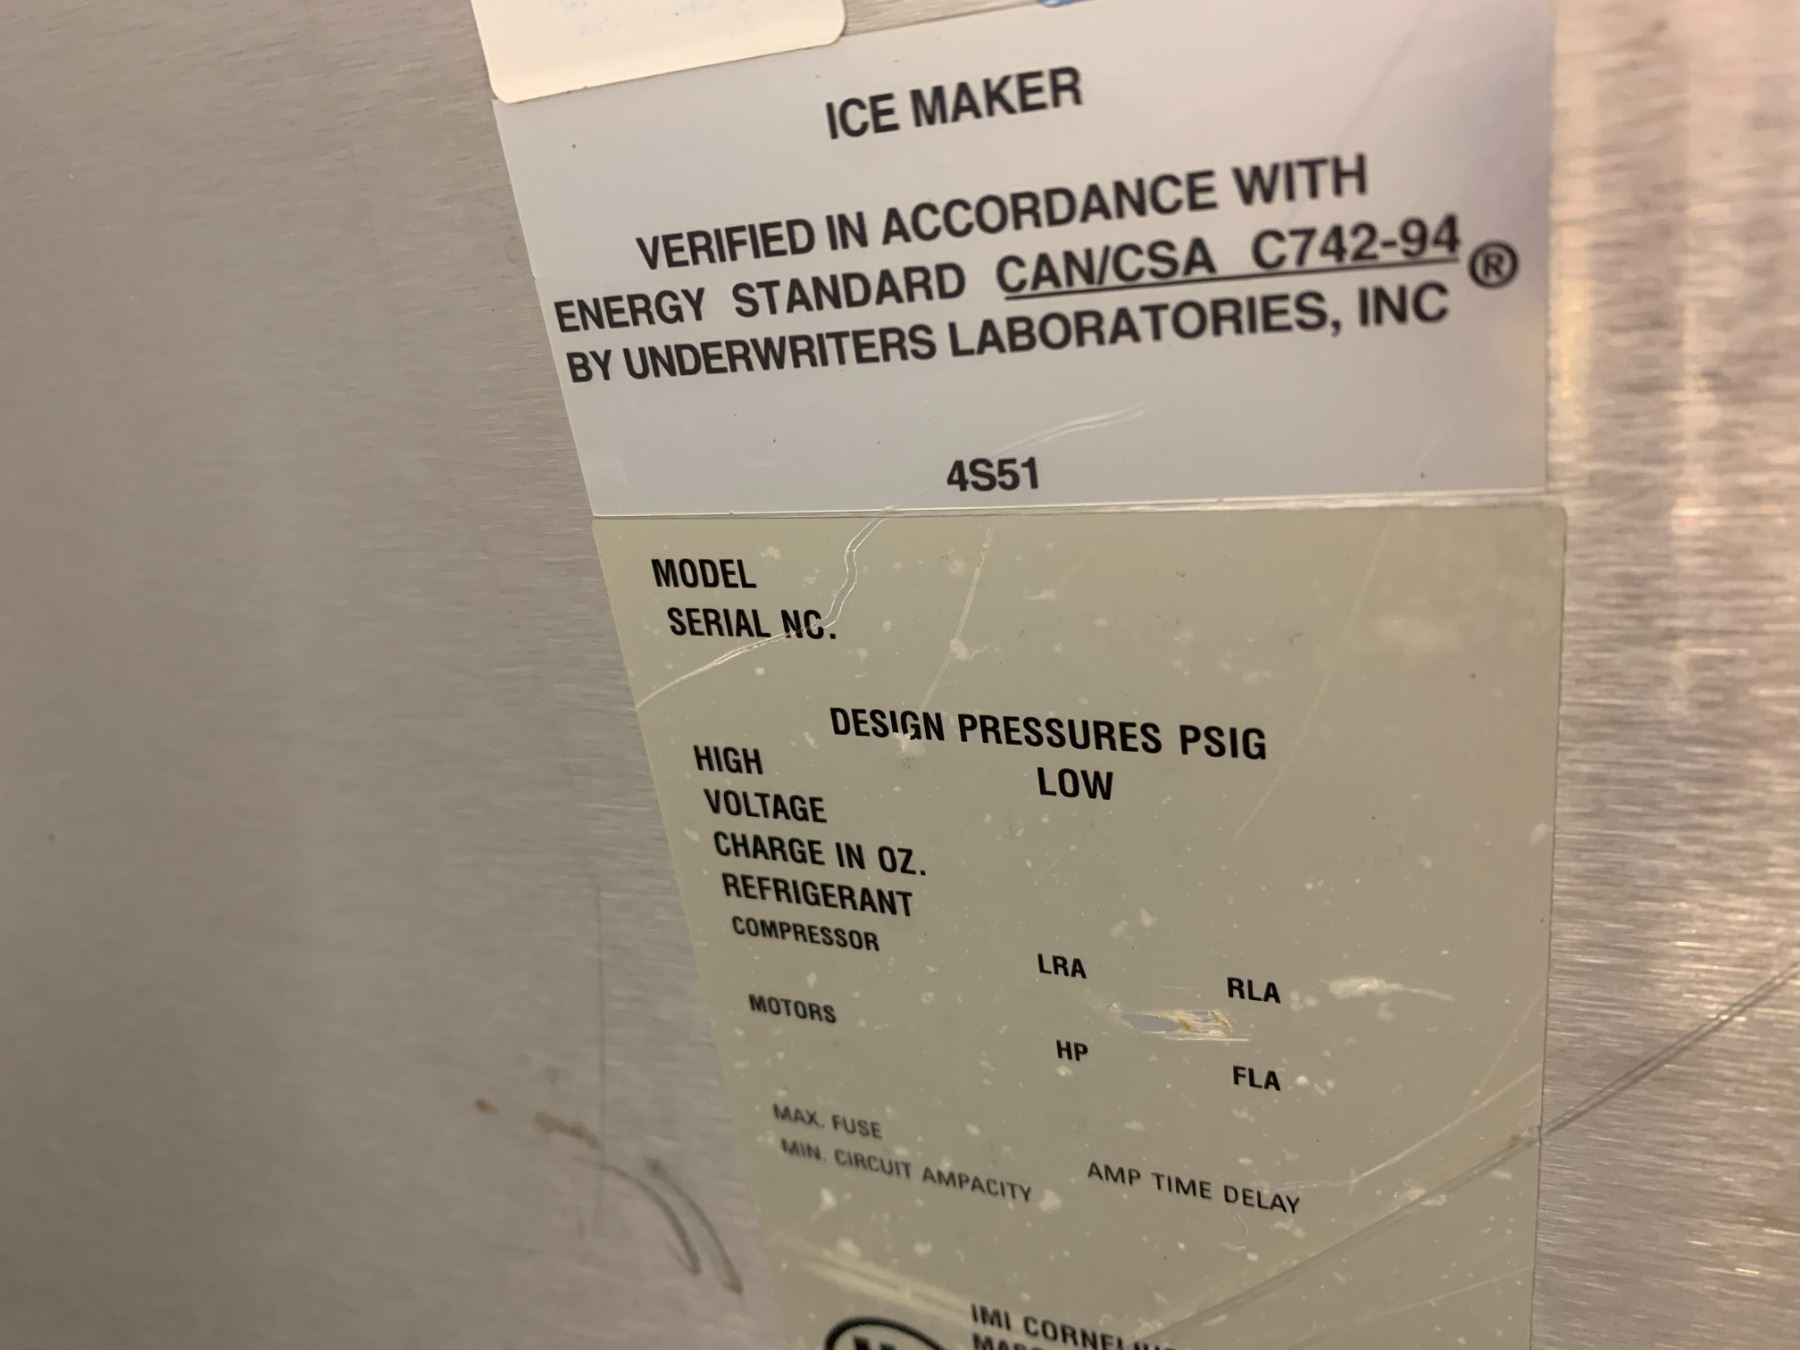 ICE MAKER
VERIFIED IN ACCORDANCE WITH
ENERGY STANDARD CAN/CSA C742-94 ®
BY UNDERWRITERS LABORATORIES, INC
4S51
MODEL
SERIAL NO.
DESIGN PRESSURES PSIG
HIGH LOW
VOLTAGE
CHARGE IN OZ.
REFRIGERANT
COMPRESSOR LRA RLA
MOTORS HP FLA
MAX. FUSE AMP TIME DELAY
MIN. CIRCUIT AMPACITY
IMI CORNELIUS